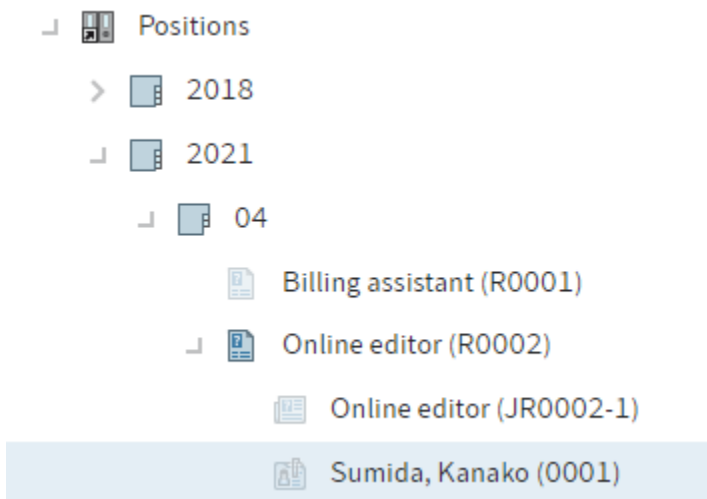 Positions
2018
2021
04
Billing assistant (R0001)
Online editor (R0002)
Online editor (JR0002-1)
Sumida, Kanako (0001)